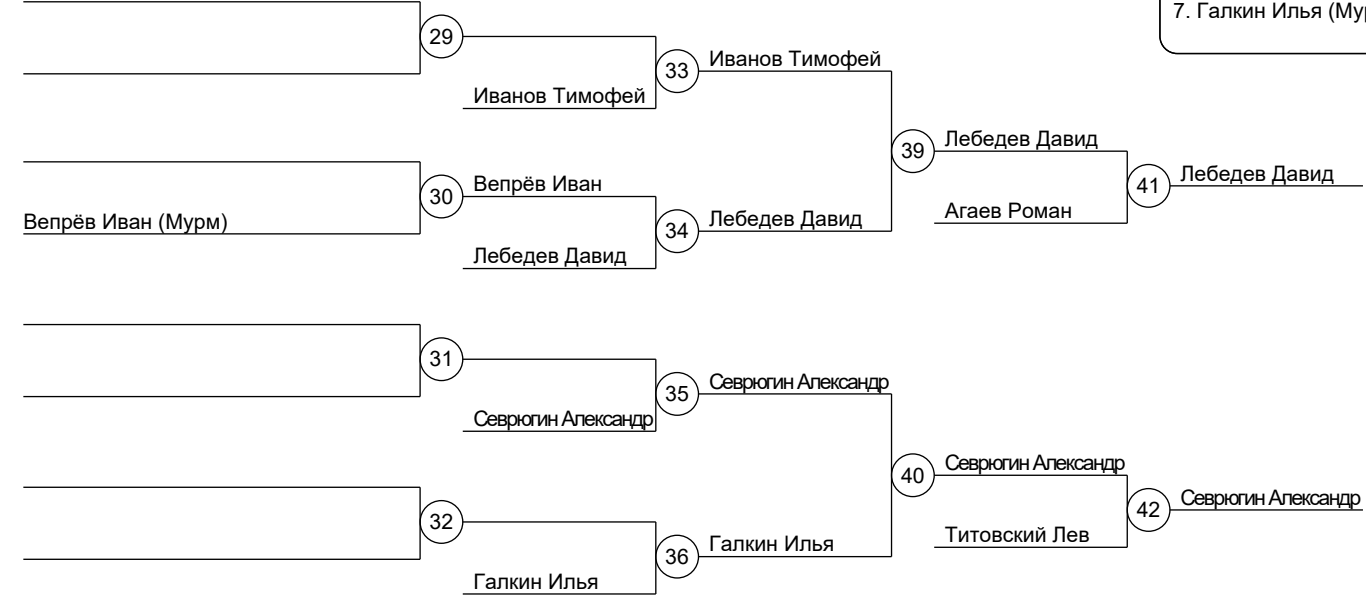 7. Галкин Илья (Му
29
Иванов Тимофей
33
Иванов Тимофей
39
Лебедев Давид
Вепрёв Иван
30
Вепрёв Иван (Мурм)
Лебедев Давид
34
Лебедев Давид
Агаев Роман
41
Лебедев Давид
31
Севрюгин Александр
35
Севрюгин Александр
40
Севрюгин Александр
32
Галкин Илья
36
Галкин Илья
Титовский Лев
42
Севрюгин Александр